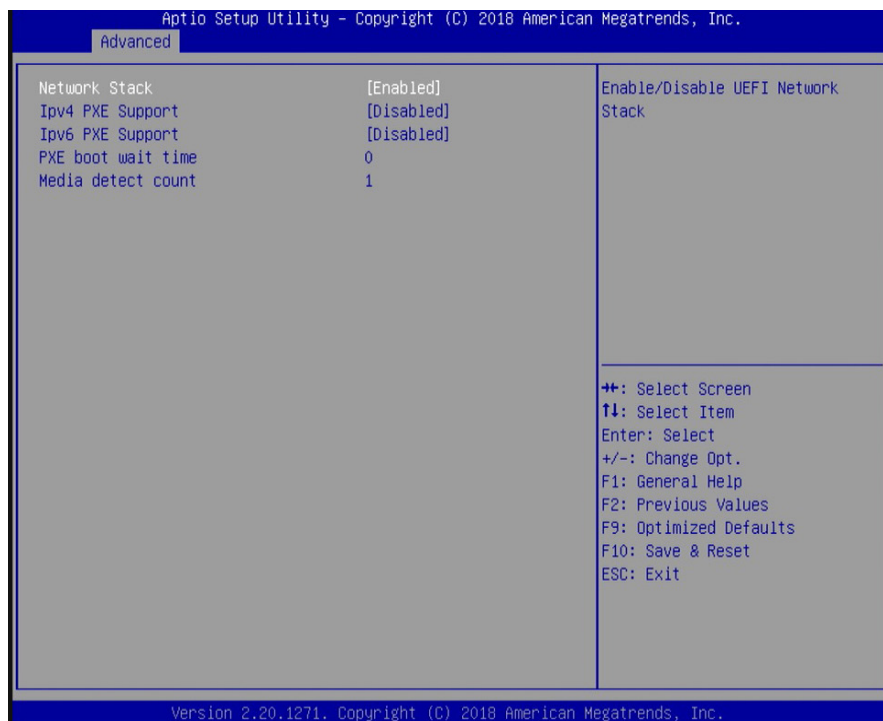 Aptio Setup Utility – Copyright (C) 2018 American Megatrends, Inc.
Advanced
Network Stack [Enabled]
Ipv4 PXE Support [Disabled]
Ipv6 PXE Support [Disabled]
PXE boot wait time 0
Media detect count 1
Enable/Disable UEFI Network
Stack
→←: Select Screen
↑↓: Select Item
Enter: Select
+/-: Change Opt.
F1: General Help
F2: Previous Values
F9: Optimized Defaults
F10: Save & Reset
ESC: Exit
Version 2.20.1271. Copyright (C) 2018 American Megatrends, Inc.